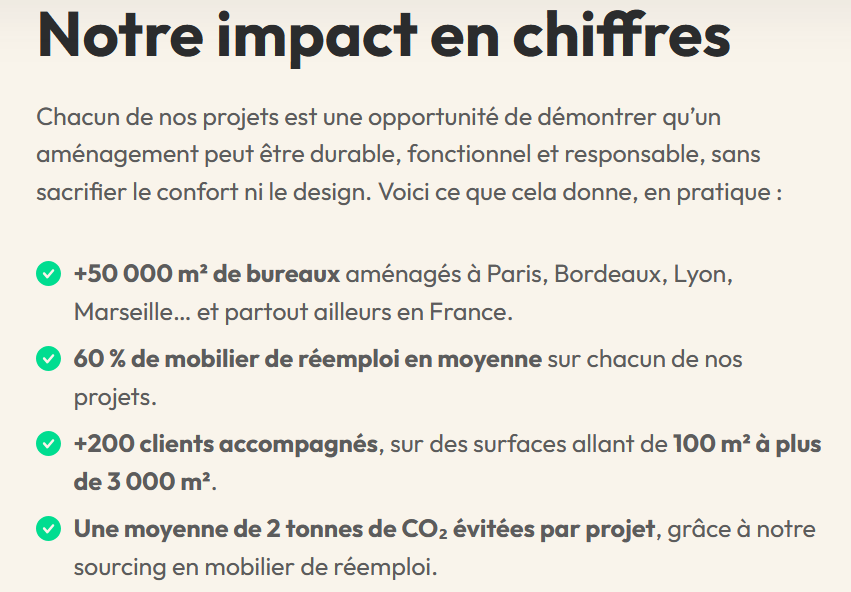 Notre impact en chiffres
Chacun de nos projets est une opportunité de démontrer qu’un
aménagement peut être durable, fonctionnel et responsable, sans
sacrifier le confort ni le design. Voici ce que cela donne, en pratique :
+50 000 m² de bureaux aménagés à Paris, Bordeaux, Lyon,
Marseille… et partout ailleurs en France.
60 % de mobilier de réemploi en moyenne sur chacun de nos
projets.
+200 clients accompagnés, sur des surfaces allant de 100 m² à plus
de 3 000 m².
Une moyenne de 2 tonnes de CO₂ évitées par projet, grâce à notre
sourcing en mobilier de réemploi.